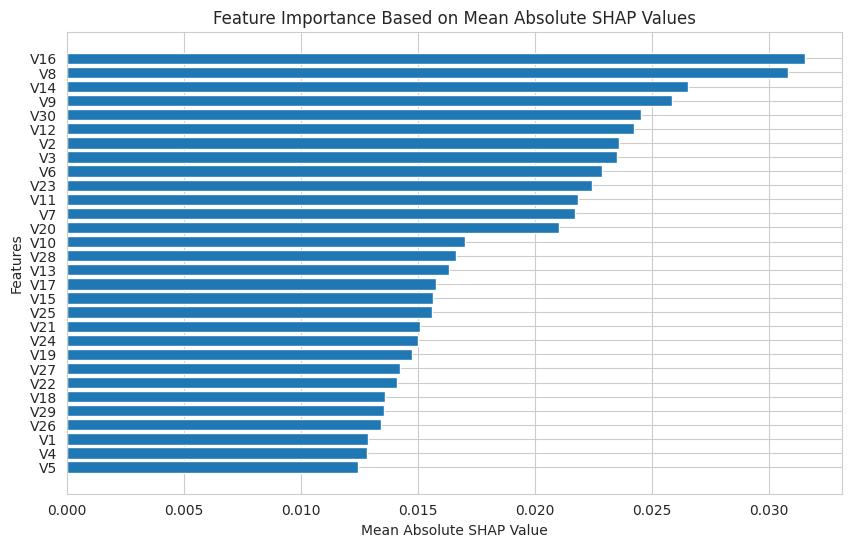 Feature Importance Based on Mean Absolute SHAP Values
Features
V16
V8
V14
V9
V30
V12
V2
V3
V6
V23
V11
V7
V20
V10
V28
V13
V17
V15
V25
V21
V24
V19
V27
V22
V18
V29
V26
V1
V4
V5
0.000 0.005 0.010 0.015 0.020 0.025 0.030
Mean Absolute SHAP Value